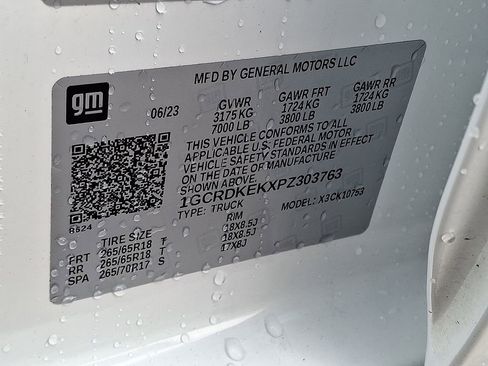 MFD BY GENERAL MOTORS LLC
gm
06/23 GVWR GAWR FRT GAWR RR
3175 KG 1724 KG 1724 KG
7000 LB 3800 LB 3800 LB
THIS VEHICLE CONFORMS TO ALL
APPLICABLE U.S. FEDERAL MOTOR
VEHICLE SAFETY STANDARDS IN EFFECT
ON THE DATE OF MANUFACTURE
SHOWN ABOVE.
1GCRDKEKXPZ303763
TYPE: TRUCK MODEL: X3CK10753
8624
TIRE SIZE RIM
FRT 265/65R18 T 18X8.5J
RR 265/65R18 T 18X8.5J
SPA 265/70R17 S 17X8J